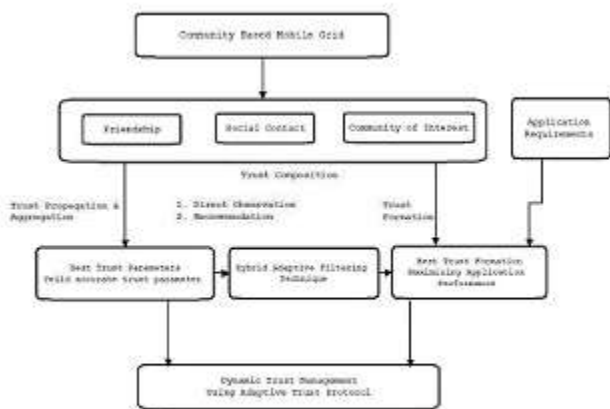 Community Based Mobile Grid
Friendship
Social Contact
Community of Interest
Application
Requirements
Trust Composition
Trust Propagation &
Aggregation
1. Direct Observation
2. Recommendation
Trust
Formation
Best Trust Parameters
Build accurate trust parameter
Hybrid Adaptive Filtering
Technique
Best Trust Formation
Maximizing Application
Performance
Dynamic Trust Management
Using Adaptive Trust Protocol